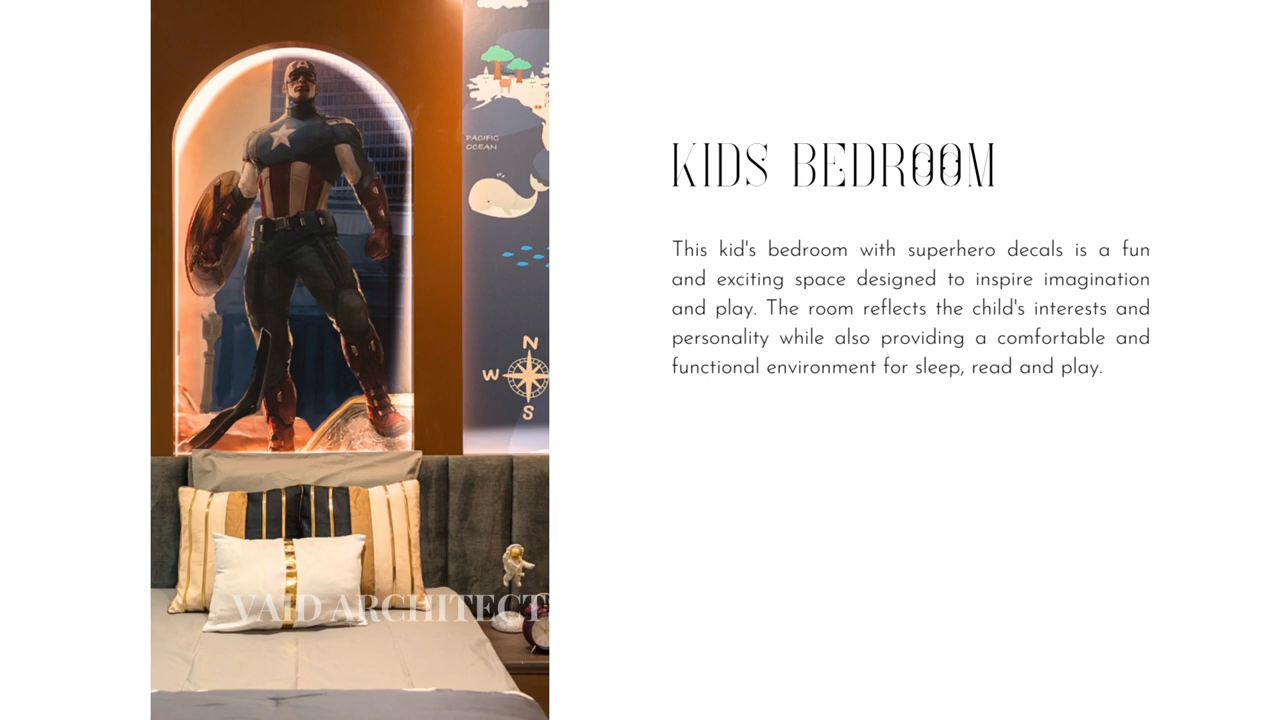 PACIFIC
OCEAN
N
W
S
VAID ARCHITECT
KIDS BEDROOM
This kid's bedroom with superhero decals is a fun
and exciting space designed to inspire imagination
and play. The room reflects the child's interests and
personality while also providing a comfortable and
functional environment for sleep, read and play.